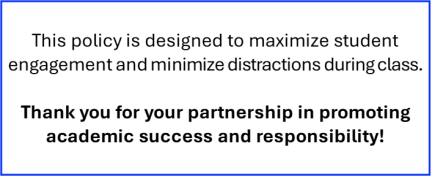 This policy is designed to maximize student
engagement and minimize distractions during class.
Thank you for your partnership in promoting
academic success and responsibility!